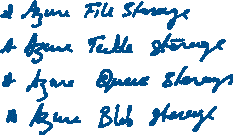 * Azure File Storage
* Azure Table Storage
* Azure Queue Storage
* Azure Blob Storage